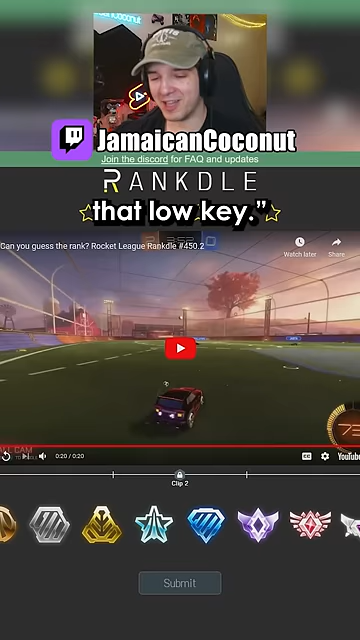 JamaicanCoconut
Join the discord for FAQ and updates
RANKDLE
that low key.”
Can you guess the rank? Rocket League Rankdle #450.2
Watch later
Share
0:20 / 0:20
YouTube
Clip 2
Submit